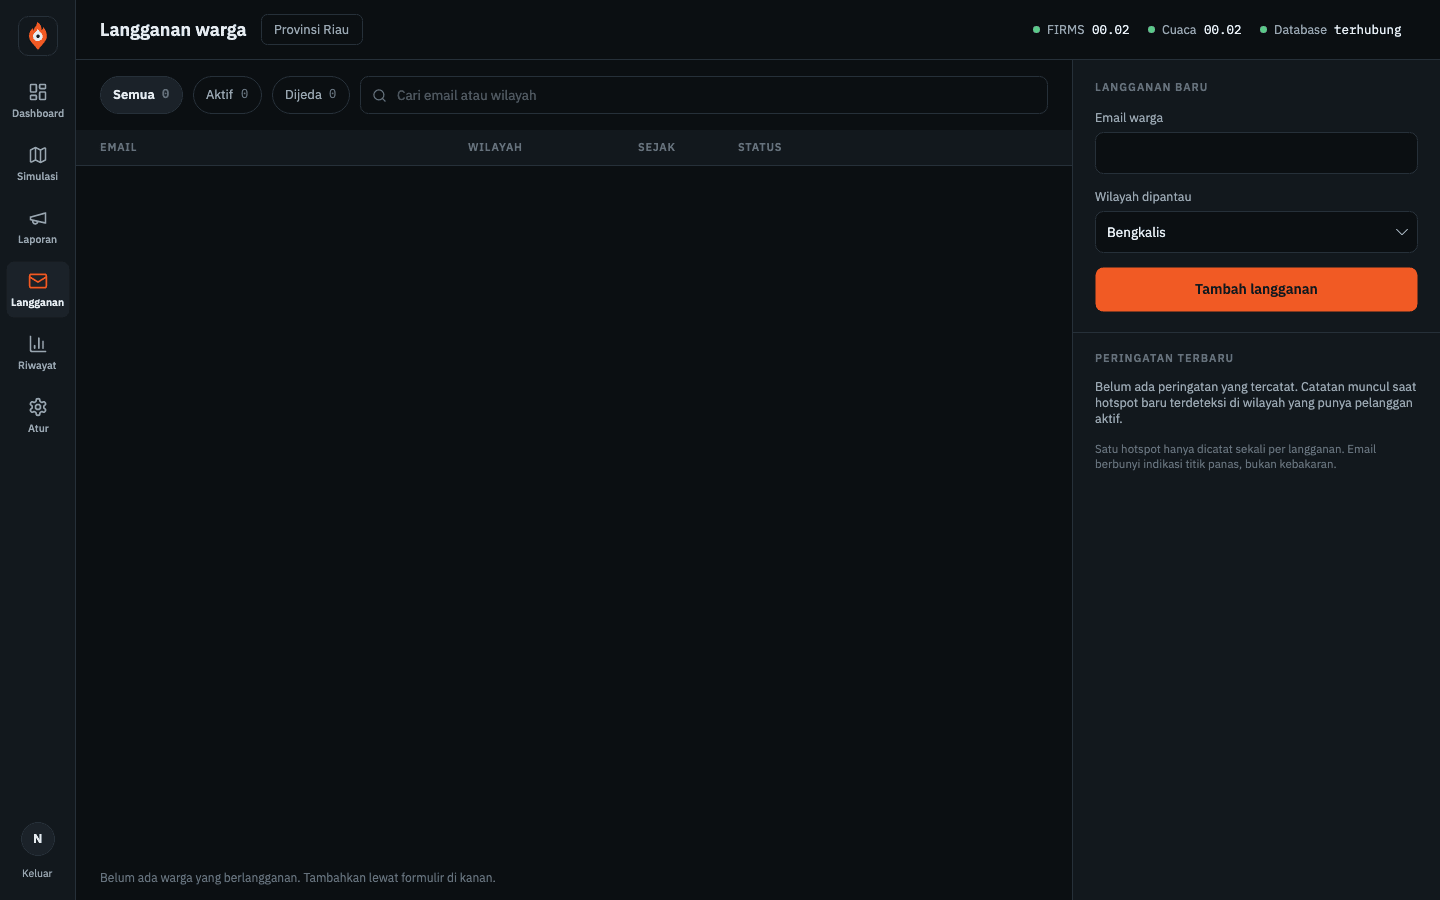 Langganan warga
Provinsi Riau
FIRMS 00.02
Cuaca 00.02
Database terhubung
Dashboard
Simulasi
Laporan
Langganan
Riwayat
Atur
N
Keluar
Semua 0
Aktif 0
Dijeda 0
Cari email atau wilayah
EMAIL
WILAYAH
SEJAK
STATUS
Belum ada warga yang berlangganan. Tambahkan lewat formulir di kanan.
LANGGANAN BARU
Email warga
Wilayah dipantau
Bengkalis
Tambah langganan
PERINGATAN TERBARU
Belum ada peringatan yang tercatat. Catatan muncul saat
hotspot baru terdeteksi di wilayah yang punya pelanggan
aktif.
Satu hotspot hanya dicatat sekali per langganan. Email
berbunyi indikasi titik panas, bukan kebakaran.